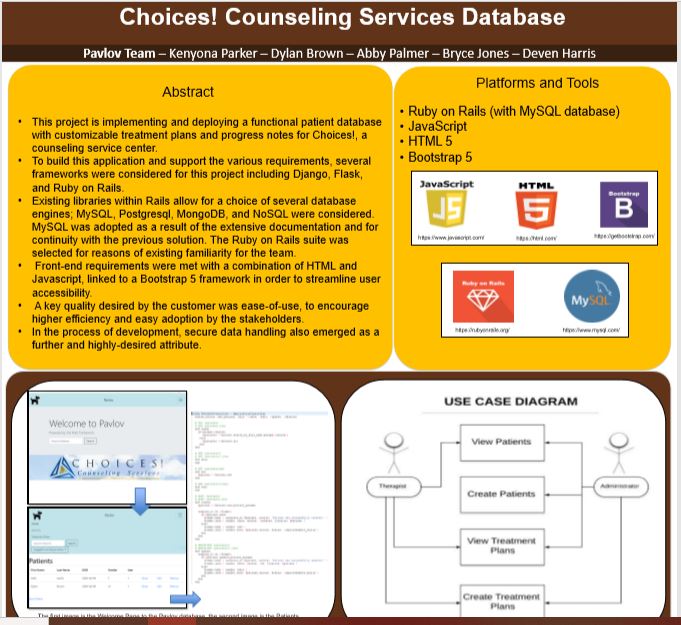 Choices! Counseling Services Database
Pavlov Team – Kenyona Parker – Dylan Brown – Abby Palmer – Bryce Jones – Deven Harris
Abstract
• This project is implementing and deploying a functional patient database
with customizable treatment plans and progress notes for Choices!, a
counseling service center.
• To build this application and support the various requirements, several
frameworks were considered for this project including Django, Flask,
and Ruby on Rails.
• Existing libraries within Rails allow for a choice of several database
engines; MySQL, Postgresql, MongoDB, and NoSQL were considered.
MySQL was adopted as a result of the extensive documentation and for
continuity with the previous solution. The Ruby on Rails suite was
selected for reasons of existing familiarity for the team.
• Front-end requirements were met with a combination of HTML and
Javascript, linked to a Bootstrap 5 framework in order to streamline user
accessibility.
• A key quality desired by the customer was ease-of-use, to encourage
higher efficiency and easy adoption by the stakeholders.
• In the process of development, secure data handling also emerged as a
further and highly-desired attribute.
Platforms and Tools
• Ruby on Rails (with MySQL database)
• JavaScript
• HTML 5
• Bootstrap 5
JavaScript
JS
https://www.javascript.com/
HTML
5
https://html.com/
Bootstrap
B
https://getbootstrap.com/
Ruby on Rails
https://rubyonrails.org/
MySQL
https://www.mysql.com/
Welcome to Pavlov
CHOICES!
Counseling Services
Patients
The first image is the Welcome Page to the Pavlov database, the second image is the Patients
USE CASE DIAGRAM
View Patients
Therapist
Administrator
Create Patients
View Treatment
Plans
Create Treatment
Plans